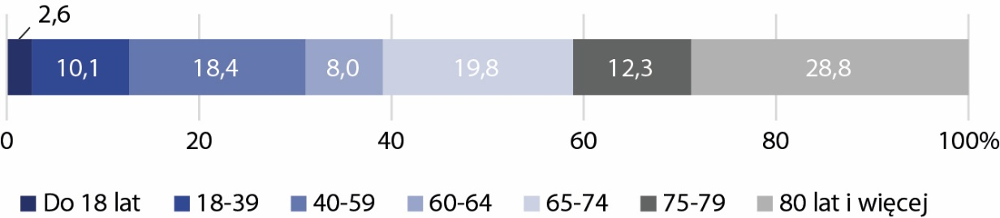 2,6
10,1 18,4 8,0 19,8 12,3 28,8
0 20 40 60 80 100%
Do 18 lat 18-39 40-59 60-64 65-74 75-79 80 lat i więcej